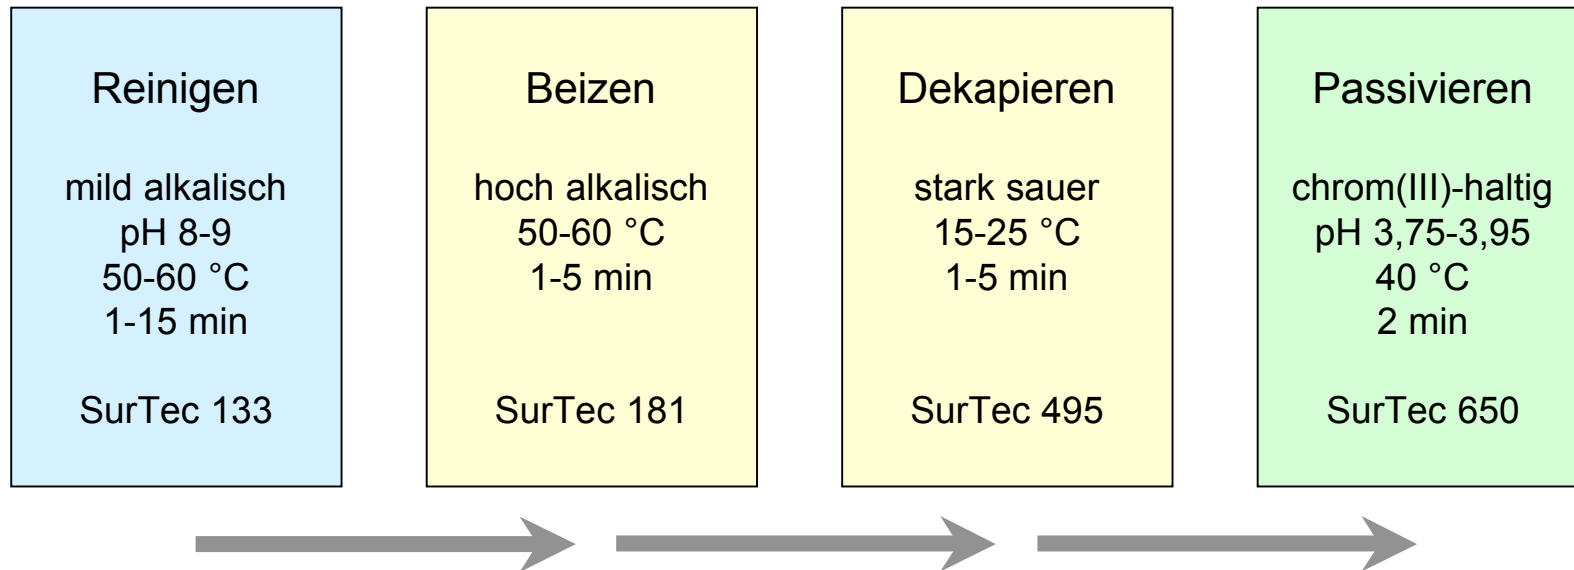 Reinigen
mild alkalisch
pH 8-9
50-60 °C
1-15 min
SurTec 133
Beizen
hoch alkalisch
50-60 °C
1-5 min
SurTec 181
Dekapieren
stark sauer
15-25 °C
1-5 min
SurTec 495
Passivieren
chrom(III)-haltig
pH 3,75-3,95
40 °C
2 min
SurTec 650